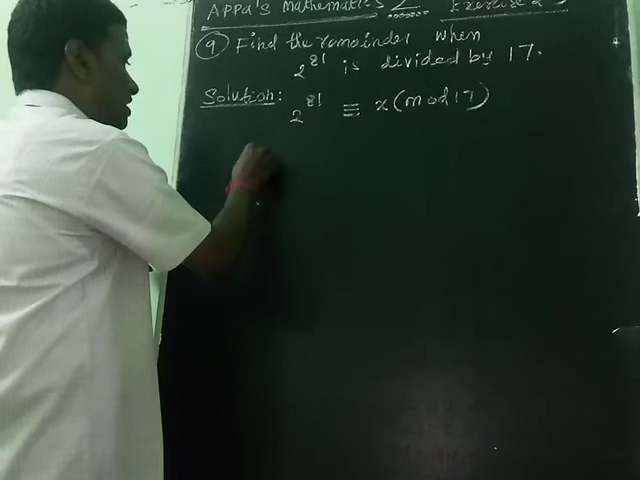 Appa's Mathematics Exercise 2
9 Find the remainder when
2^81 is divided by 17.
Solution: 2^81 ≡ x (mod 17)